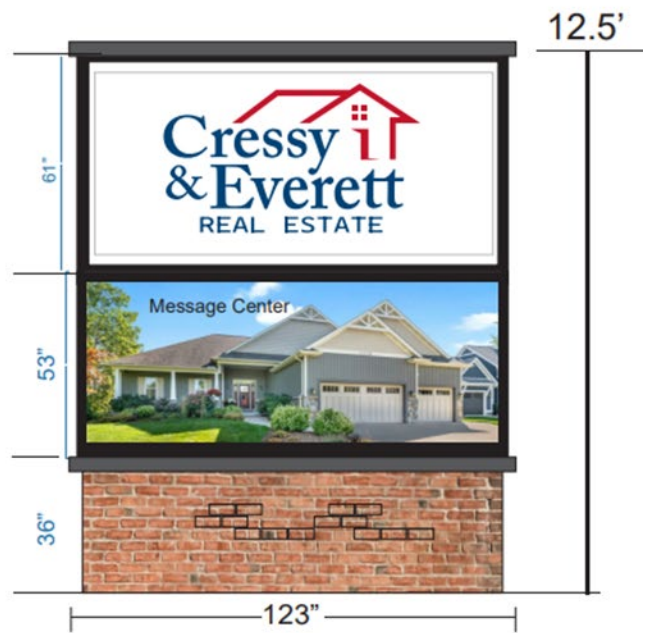 12.5’
61"
Cressy
& Everett
REAL ESTATE
Message Center
53”
36”
123”